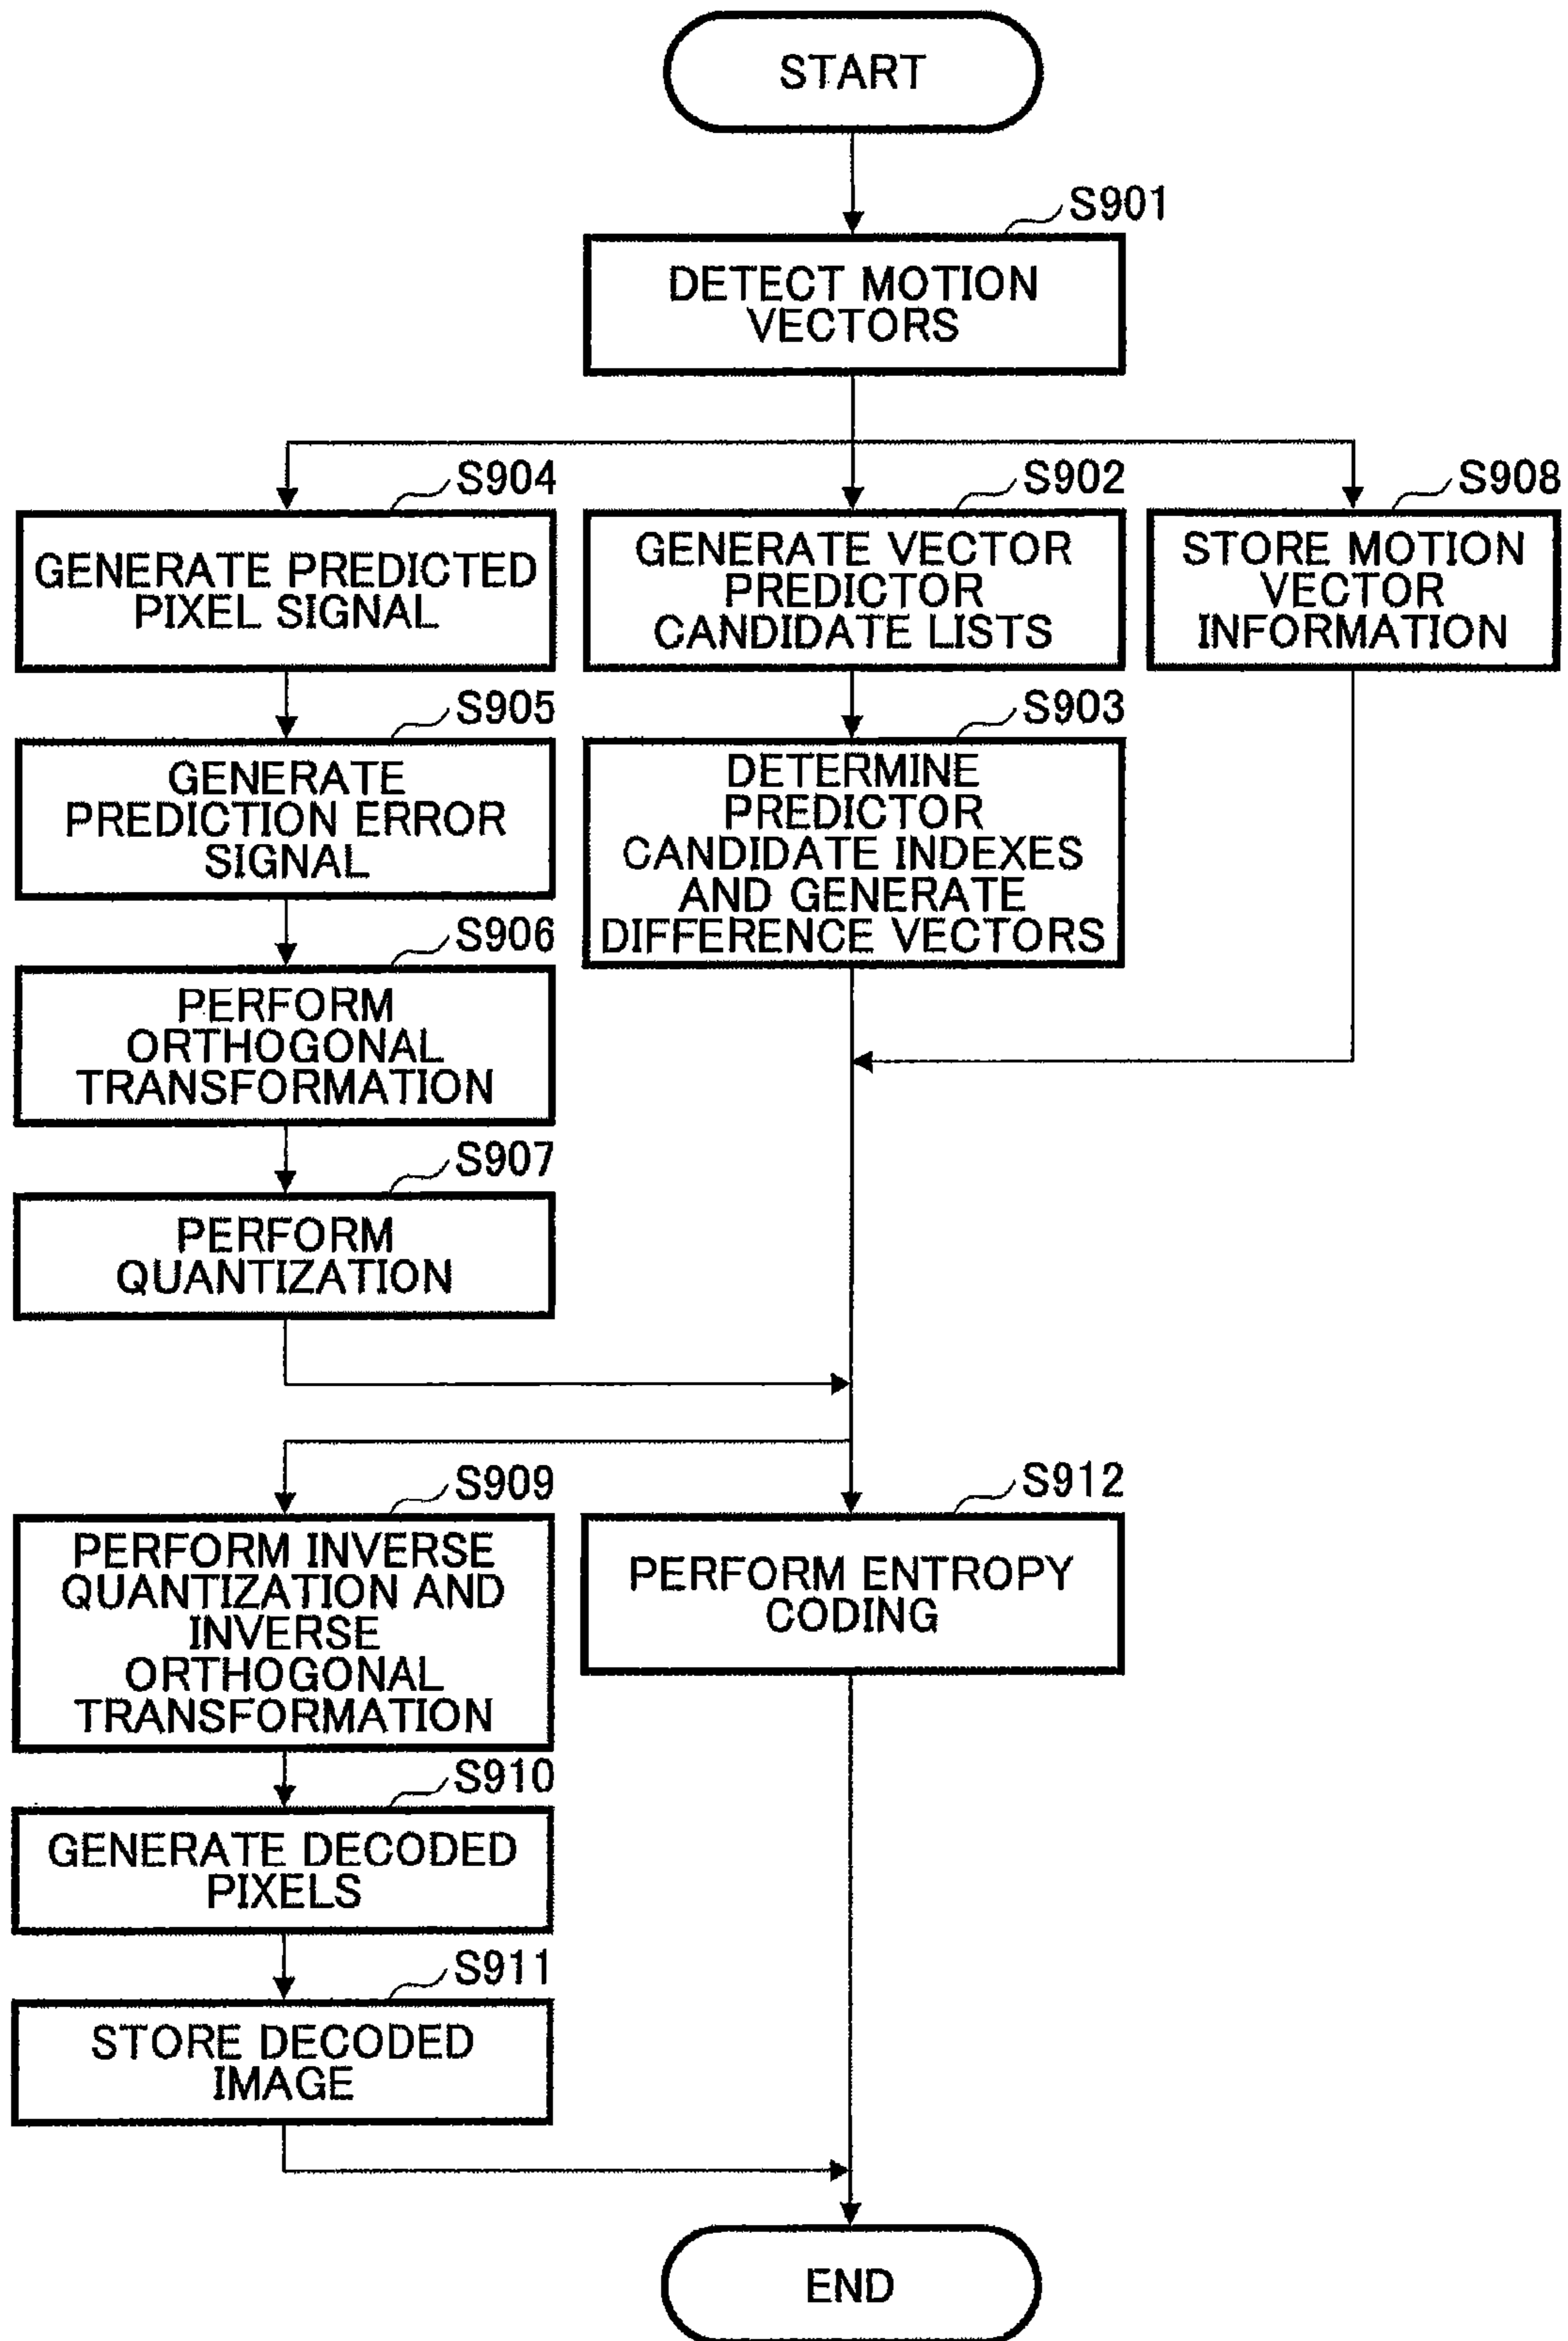 START
S901
DETECT MOTION
VECTORS
S904
GENERATE PREDICTED
PIXEL SIGNAL
S902
GENERATE VECTOR
PREDICTOR
CANDIDATE LISTS
S908
STORE MOTION
VECTOR
INFORMATION
S905
GENERATE
PREDICTION ERROR
SIGNAL
S903
DETERMINE
PREDICTOR
CANDIDATE INDEXES
AND GENERATE
DIFFERENCE VECTORS
S906
PERFORM
ORTHOGONAL
TRANSFORMATION
S907
PERFORM
QUANTIZATION
S909
PERFORM INVERSE
QUANTIZATION AND
INVERSE
ORTHOGONAL
TRANSFORMATION
S912
PERFORM ENTROPY
CODING
S910
GENERATE DECODED
PIXELS
S911
STORE DECODED
IMAGE
END